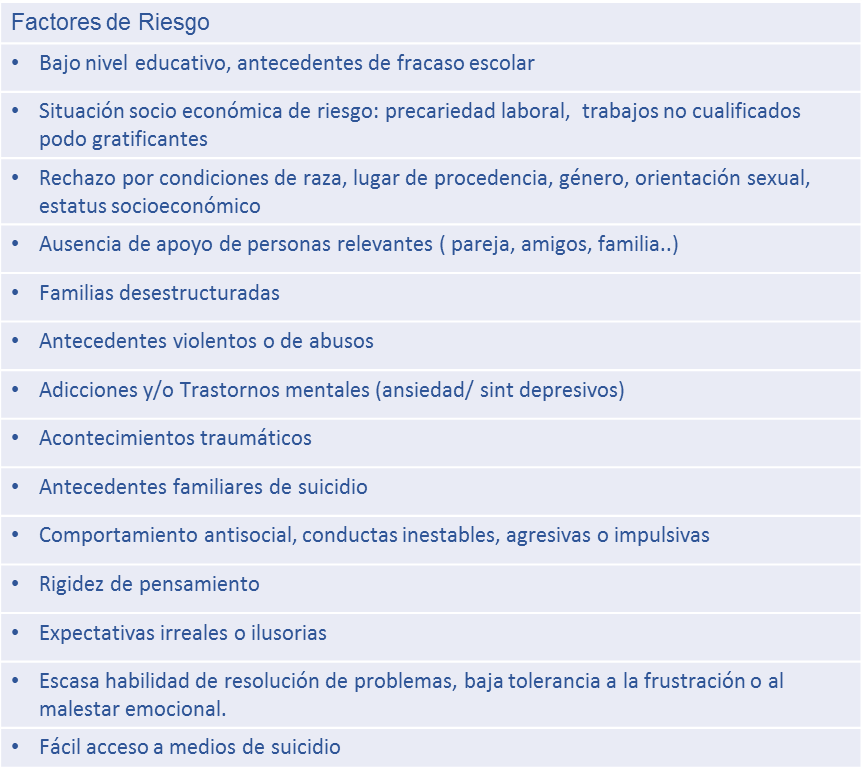 Factores de Riesgo
• Bajo nivel educativo, antecedentes de fracaso escolar
• Situación socio económica de riesgo: precariedad laboral, trabajos no cualificados
podo gratificantes
• Rechazo por condiciones de raza, lugar de procedencia, género, orientación sexual,
estatus socioeconómico
• Ausencia de apoyo de personas relevantes ( pareja, amigos, familia..)
• Familias desestructuradas
• Antecedentes violentos o de abusos
• Adicciones y/o Trastornos mentales (ansiedad/ sint depresivos)
• Acontecimientos traumáticos
• Antecedentes familiares de suicidio
• Comportamiento antisocial, conductas inestables, agresivas o impulsivas
• Rigidez de pensamiento
• Expectativas irreales o ilusorias
• Escasa habilidad de resolución de problemas, baja tolerancia a la frustración o al
malestar emocional.
• Fácil acceso a medios de suicidio